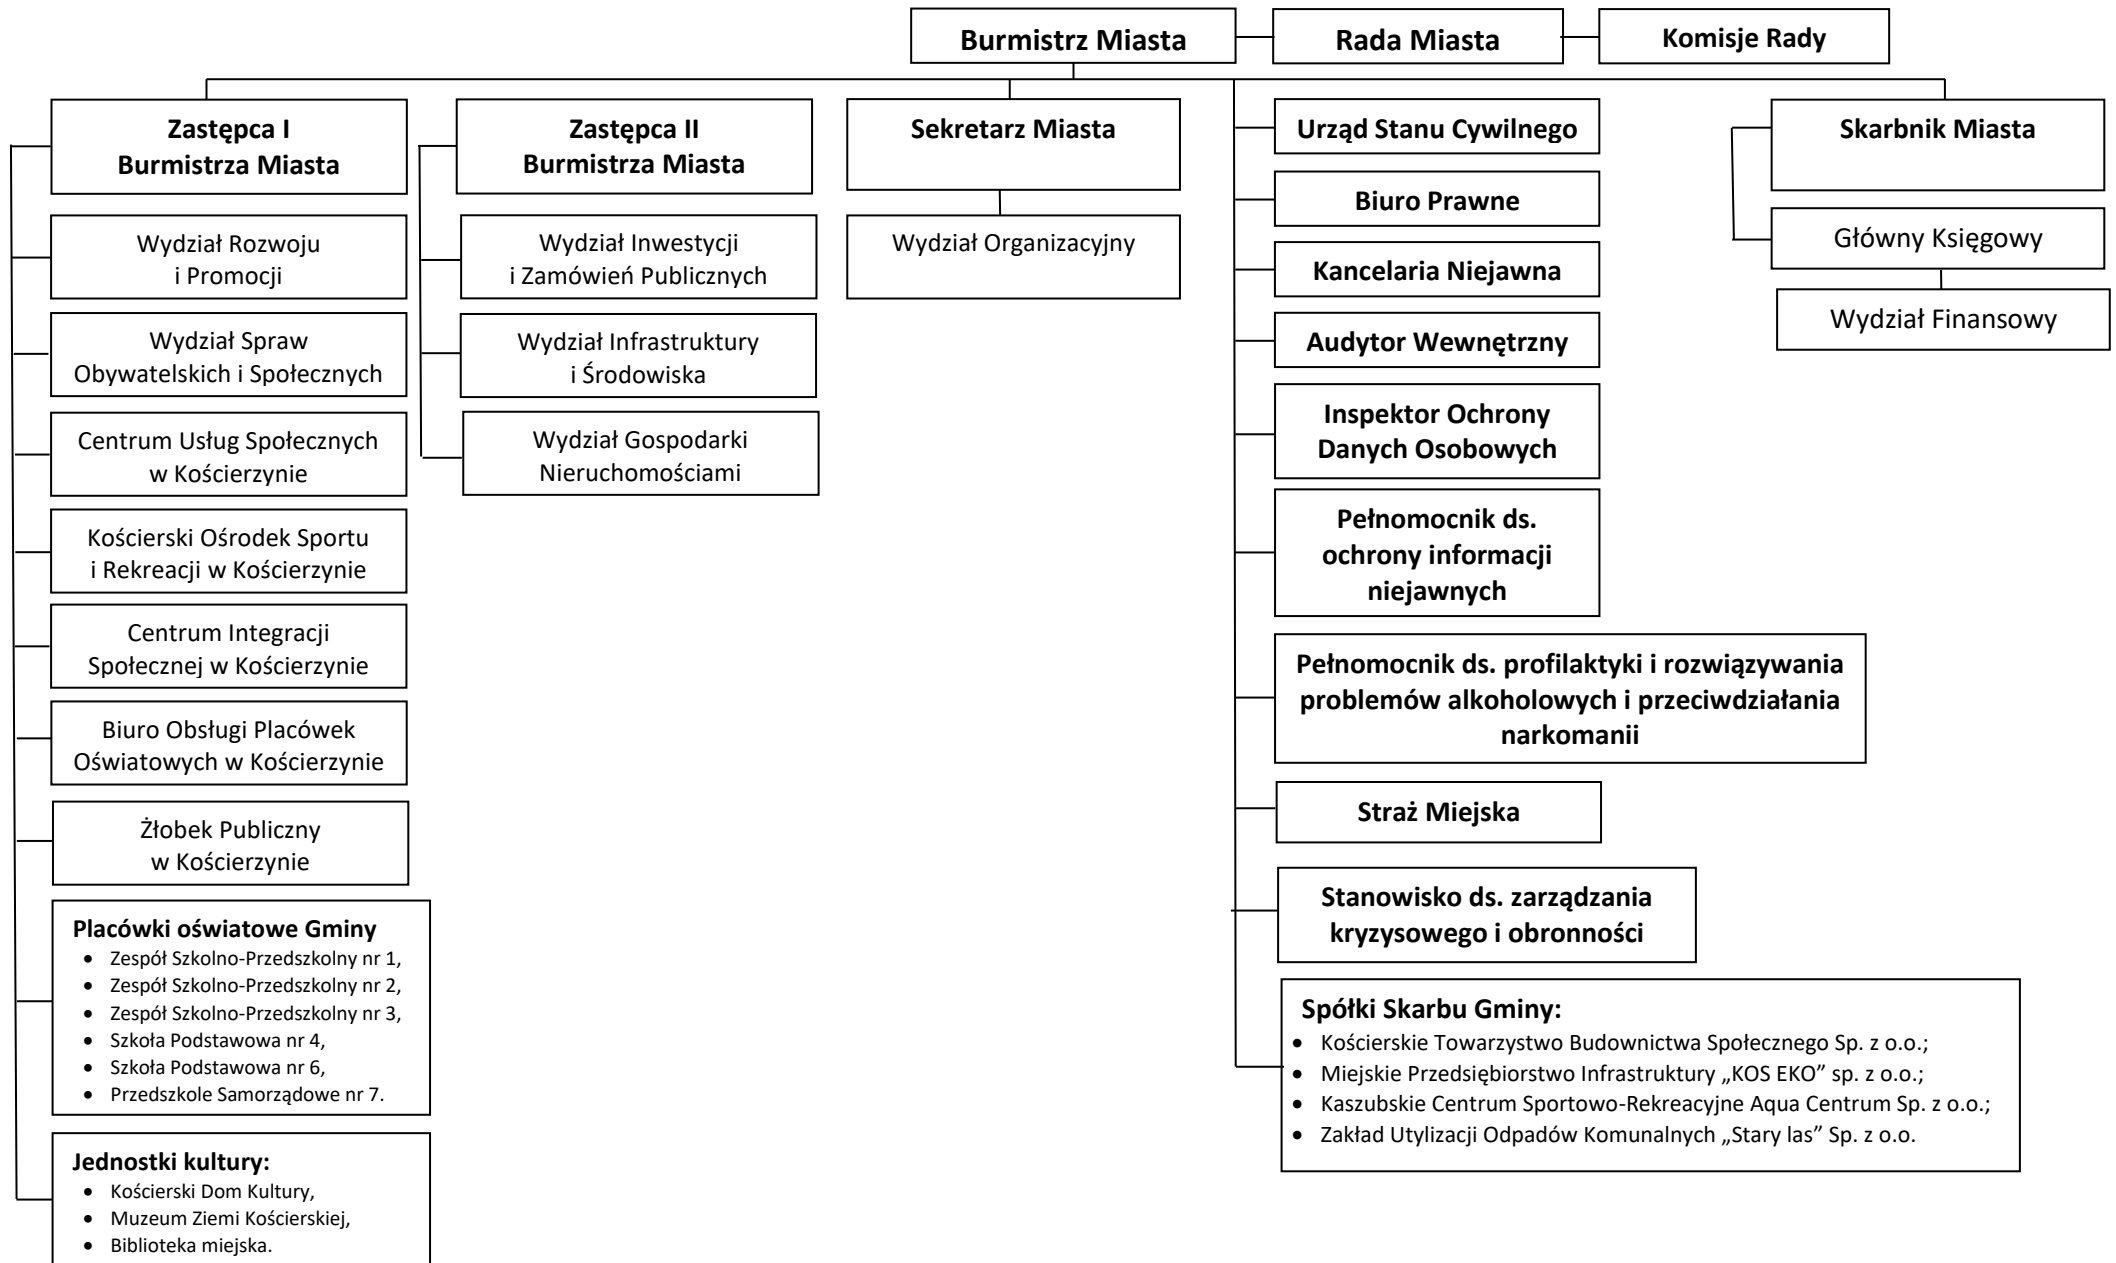 Burmistrz Miasta
Rada Miasta
Komisje Rady
Zastępca I
Burmistrza Miasta
Wydział Rozwoju
i Promocji
Wydział Spraw
Obywatelskich i Społecznych
Centrum Usług Społecznych
w Kościerzynie
Kościerski Ośrodek Sportu
i Rekreacji w Kościerzynie
Centrum Integracji
Społecznej w Kościerzynie
Biuro Obsługi Placówek
Oświatowych w Kościerzynie
Żłobek Publiczny
w Kościerzynie
Placówki oświatowe Gminy
• Zespół Szkolno-Przedszkolny nr 1,
• Zespół Szkolno-Przedszkolny nr 2,
• Zespół Szkolno-Przedszkolny nr 3,
• Szkoła Podstawowa nr 4,
• Szkoła Podstawowa nr 6,
• Przedszkole Samorządowe nr 7.
Jednostki kultury:
• Kościerski Dom Kultury,
• Muzeum Ziemi Kościerskiej,
• Biblioteka miejska.
Zastępca II
Burmistrza Miasta
Wydział Inwestycji
i Zamówień Publicznych
Wydział Infrastruktury
i Środowiska
Wydział Gospodarki
Nieruchomościami
Sekretarz Miasta
Wydział Organizacyjny
Urząd Stanu Cywilnego
Biuro Prawne
Kancelaria Niejawna
Audytor Wewnętrzny
Inspektor Ochrony
Danych Osobowych
Pełnomocnik ds.
ochrony informacji
niejawnych
Pełnomocnik ds. profilaktyki i rozwiązywania
problemów alkoholowych i przeciwdziałania
narkomanii
Straż Miejska
Stanowisko ds. zarządzania
kryzysowego i obronności
Spółki Skarbu Gminy:
• Kościerskie Towarzystwo Budownictwa Społecznego Sp. z o.o.;
• Miejskie Przedsiębiorstwo Infrastruktury „KOS EKO” sp. z o.o.;
• Kaszubskie Centrum Sportowo-Rekreacyjne Aqua Centrum Sp. z o.o.;
• Zakład Utylizacji Odpadów Komunalnych „Stary las” Sp. z o.o.
Skarbnik Miasta
Główny Księgowy
Wydział Finansowy